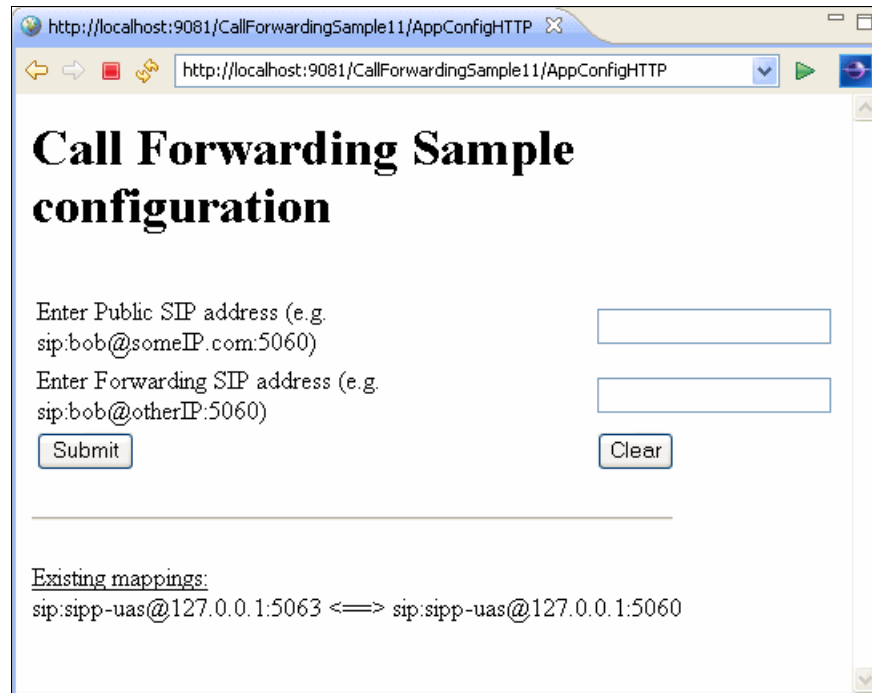 http://localhost:9081/CallForwardingSample11/AppConfigHTTP
http://localhost:9081/CallForwardingSample11/AppConfigHTTP
Call Forwarding Sample
configuration
Enter Public SIP address (e.g.
sip:bob@someIP.com:5060)
Enter Forwarding SIP address (e.g.
sip:bob@otherIP:5060)
Submit Clear
Existing mappings:
sip:sipp-uas@127.0.0.1:5063 <==> sip:sipp-uas@127.0.0.1:5060